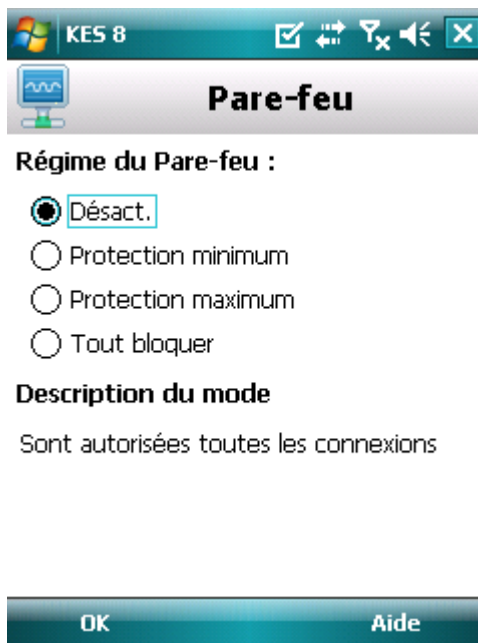 KES 8
Pare-feu
Régime du Pare-feu :
Désact.
Protection minimum
Protection maximum
Tout bloquer
Description du mode
Sont autorisées toutes les connexions
OK Aide